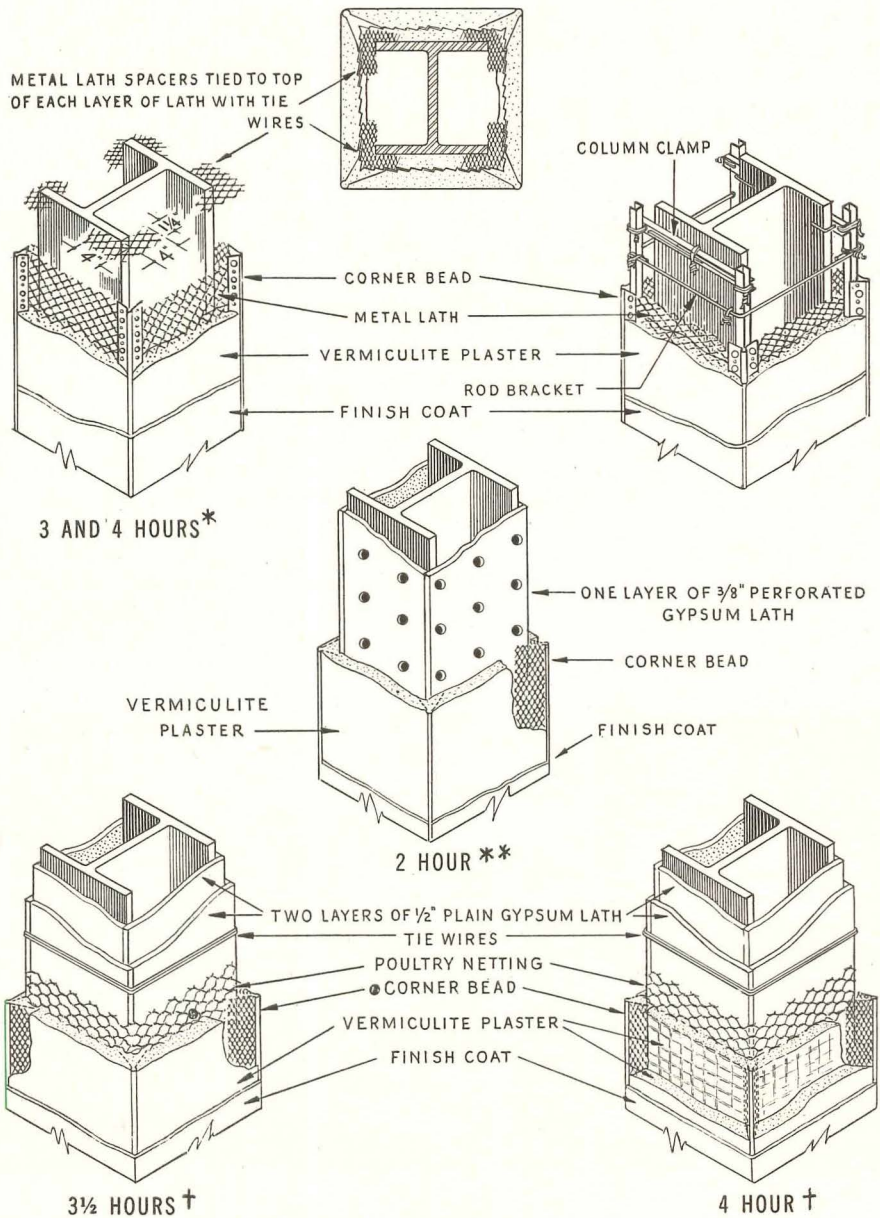 METAL LATH SPACERS TIED TO TOP
OF EACH LAYER OF LATH WITH TIE
WIRES
COLUMN CLAMP
4"
1¼
4"
CORNER BEAD
METAL LATH
VERMICULITE PLASTER
ROD BRACKET
FINISH COAT
3 AND 4 HOURS*
ONE LAYER OF 3/8" PERFORATED
GYPSUM LATH
CORNER BEAD
VERMICULITE
PLASTER
FINISH COAT
2 HOUR **
TWO LAYERS OF ½" PLAIN GYPSUM LATH
TIE WIRES
POULTRY NETTING
CORNER BEAD
VERMICULITE PLASTER
FINISH COAT
3½ HOURS †
4 HOUR †